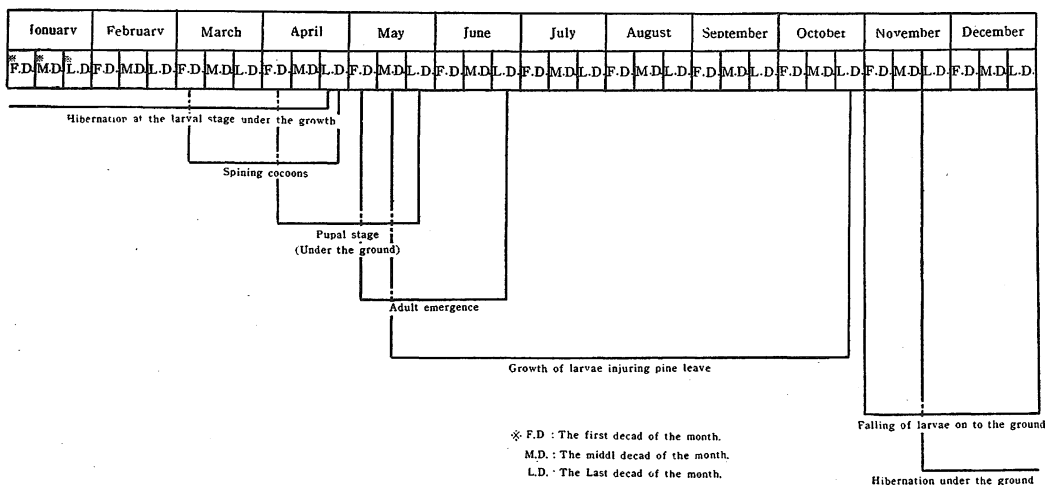 Ionuary February March April May June July August September October November December
※F.D. ※M.D. ※L.D. F.D. M.D. L.D. F.D. M.D. L.D. F.D. M.D. L.D. F.D. M.D. L.D. F.D. M.D. L.D. F.D. M.D. L.D. F.D. M.D. L.D. F.D. M.D. L.D. F.D. M.D. L.D. F.D. M.D. L.D. F.D. M.D. L.D.
Hibernation at the larval stage under the growth
Spining cocoons
Pupal stage
(Under the ground)
Adult emergence
Growth of larvae injuring pine leave
Falling of larvae on to the ground
Hibernation under the ground
※ F.D : The first decad of the month.
M.D. : The middl decad of the month.
L.D. : The Last decad of the month.